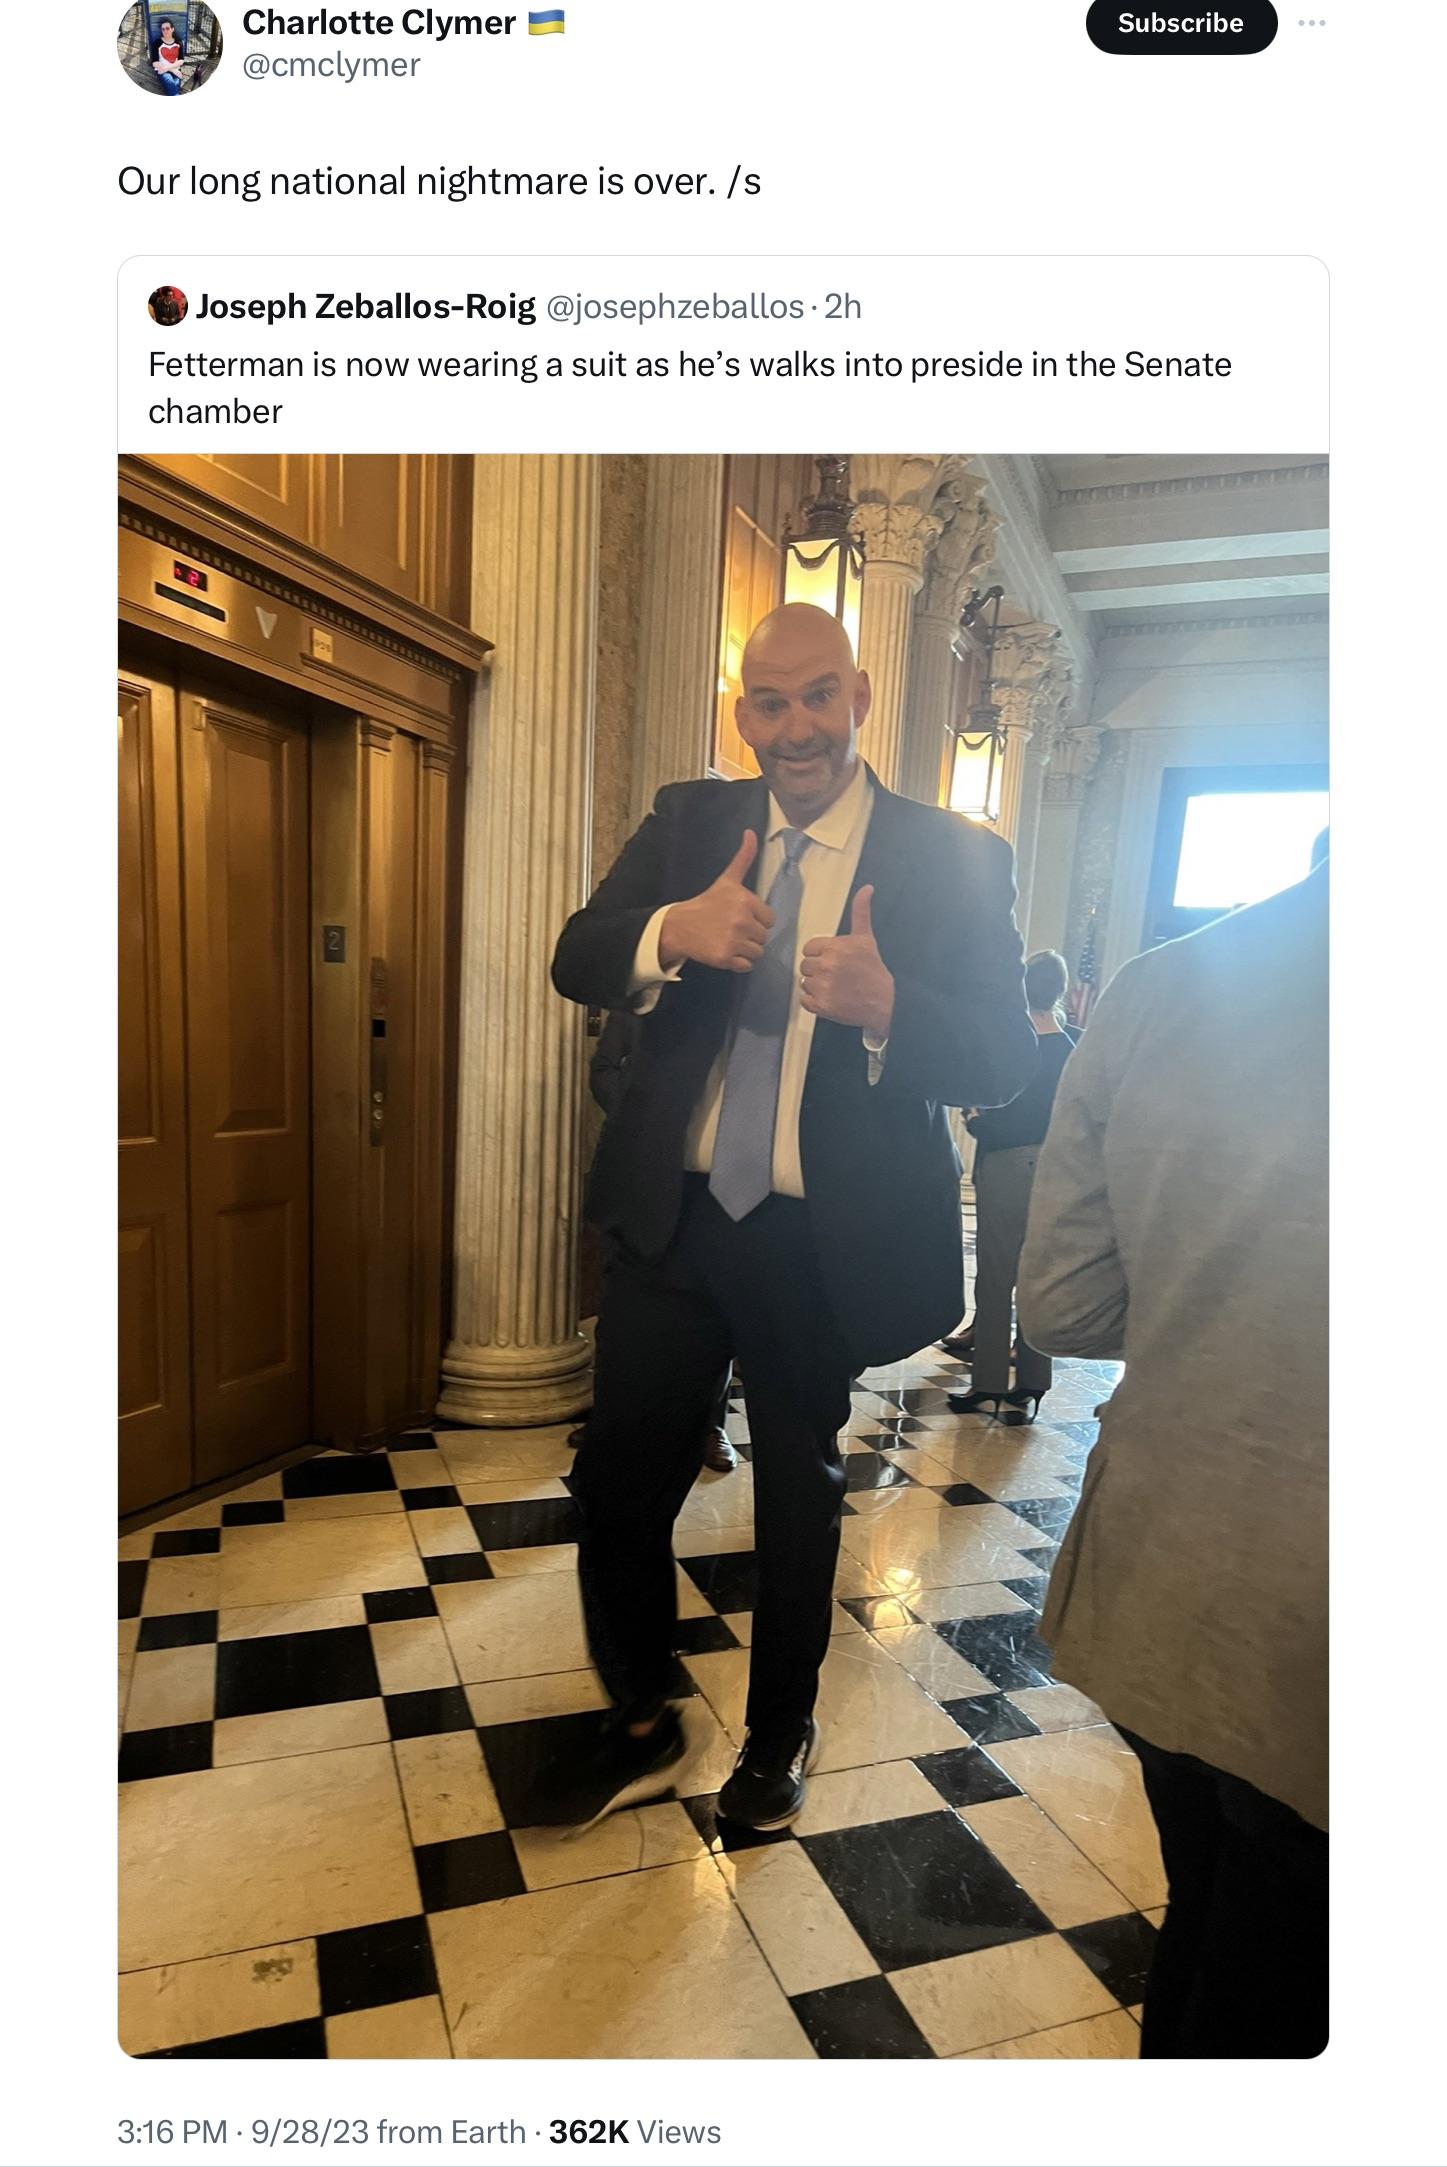 Charlotte Clymer 🇺🇦
Subscribe
@cmclymer
Our long national nightmare is over. /s
Joseph Zeballos-Roig @josephzeballos · 2h
Fetterman is now wearing a suit as he’s walks into preside in the Senate
chamber
2
2
3:16 PM · 9/28/23 from Earth · 362K Views